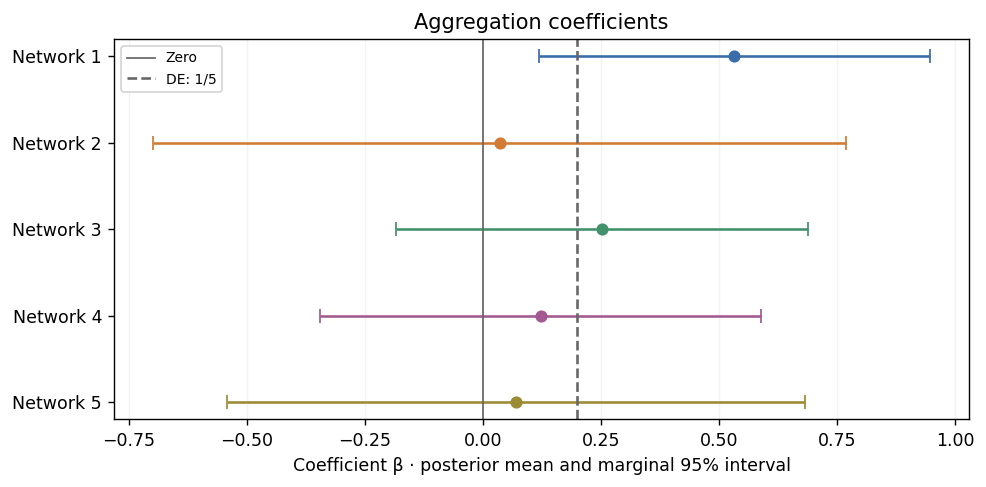 Aggregation coefficients
Zero
DE: 1/5
Network 1
Network 2
Network 3
Network 4
Network 5
−0.75 −0.50 −0.25 0.00 0.25 0.50 0.75 1.00
Coefficient β · posterior mean and marginal 95% interval